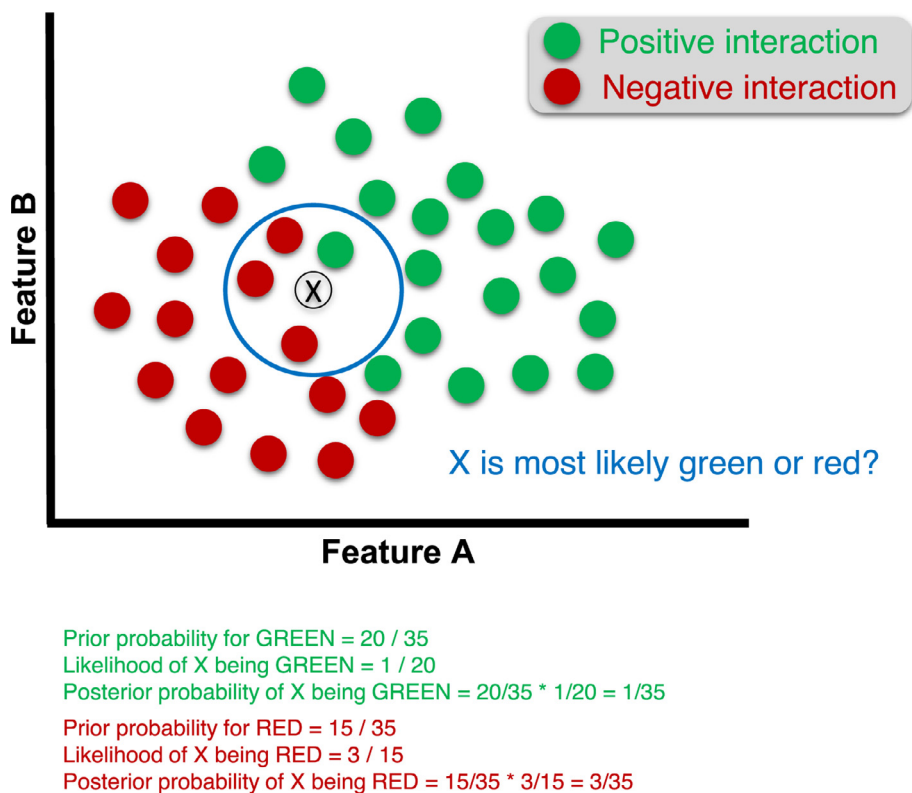 Positive interaction
Negative interaction
Feature B
X
X is most likely green or red?
Feature A
Prior probability for GREEN = 20 / 35
Likelihood of X being GREEN = 1 / 20
Posterior probability of X being GREEN = 20/35 * 1/20 = 1/35
Prior probability for RED = 15 / 35
Likelihood of X being RED = 3 / 15
Posterior probability of X being RED = 15/35 * 3/15 = 3/35